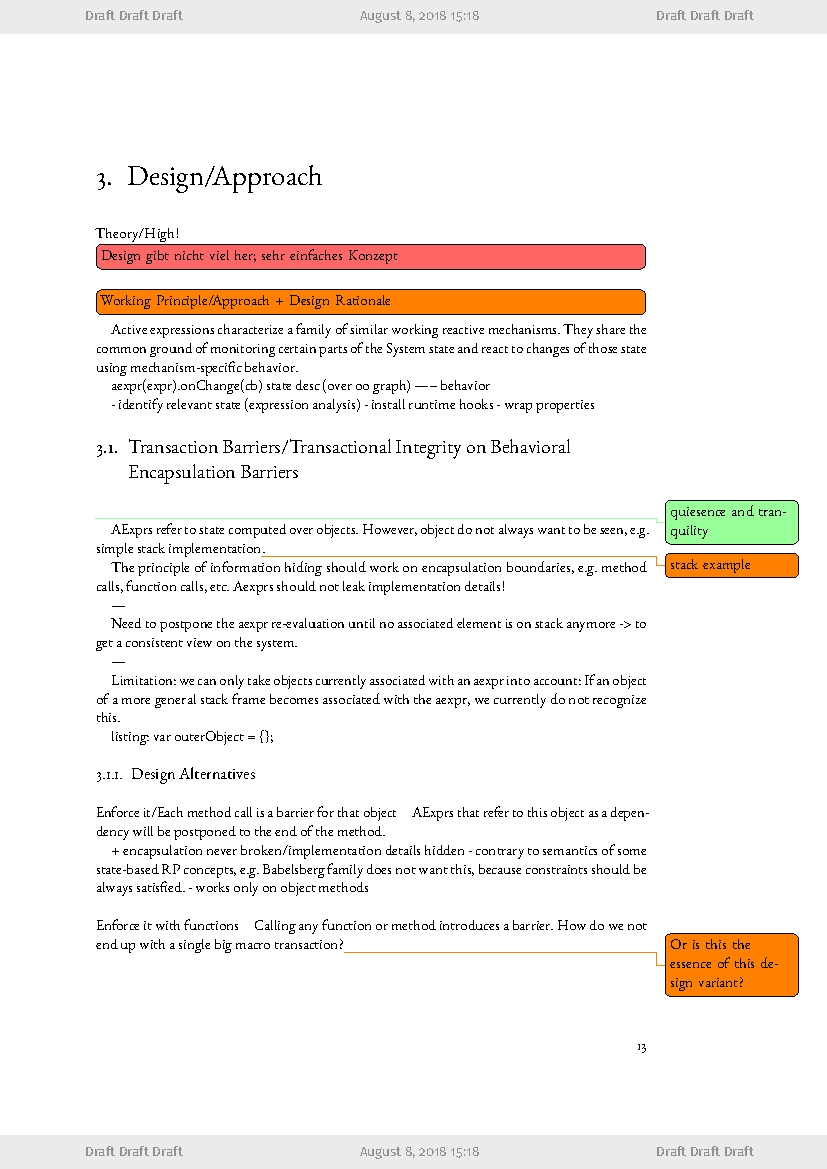 Draft Draft Draft August 8, 2018 15:18 Draft Draft Draft
3. Design/Approach
Theory/High!
Design gibt nicht viel her; sehr einfaches Konzept
Working Principle/Approach + Design Rationale
Active expressions characterize a family of similar working reactive mechanisms. They share the
common ground of monitoring certain parts of the System state and react to changes of those state
using mechanism-specific behavior.
aexpr(expr).onChange(cb) state desc (over oo graph) —– behavior
- identify relevant state (expression analysis) - install runtime hooks - wrap properties
3.1. Transaction Barriers/Transactional Integrity on Behavioral
Encapsulation Barriers
quiesence and tran-
quility
AExprs refer to state computed over objects. However, object do not always want to be seen, e.g.
simple stack implementation.
stack example
The principle of information hiding should work on encapsulation boundaries, e.g. method
calls, function calls, etc. Aexprs should not leak implementation details!
—
Need to postpone the aexpr re-evaluation until no associated element is on stack anymore -> to
get a consistent view on the system.
—
Limitation: we can only take objects currently associated with an aexpr into account: If an object
of a more general stack frame becomes associated with the aexpr, we currently do not recognize
this.
listing: var outerObject = {};
3.1.1. Design Alternatives
Enforce it/Each method call is a barrier for that object AExprs that refer to this object as a depen-
dency will be postponed to the end of the method.
+ encapsulation never broken/implementation details hidden - contrary to semantics of some
state-based RP concepts, e.g. Babelsberg family does not want this, because constraints should be
always satisfied. - works only on object methods
Enforce it with functions Calling any function or method introduces a barrier. How do we not
end up with a single big macro transaction?
Or is this the
essence of this de-
sign variant?
13
Draft Draft Draft August 8, 2018 15:18 Draft Draft Draft